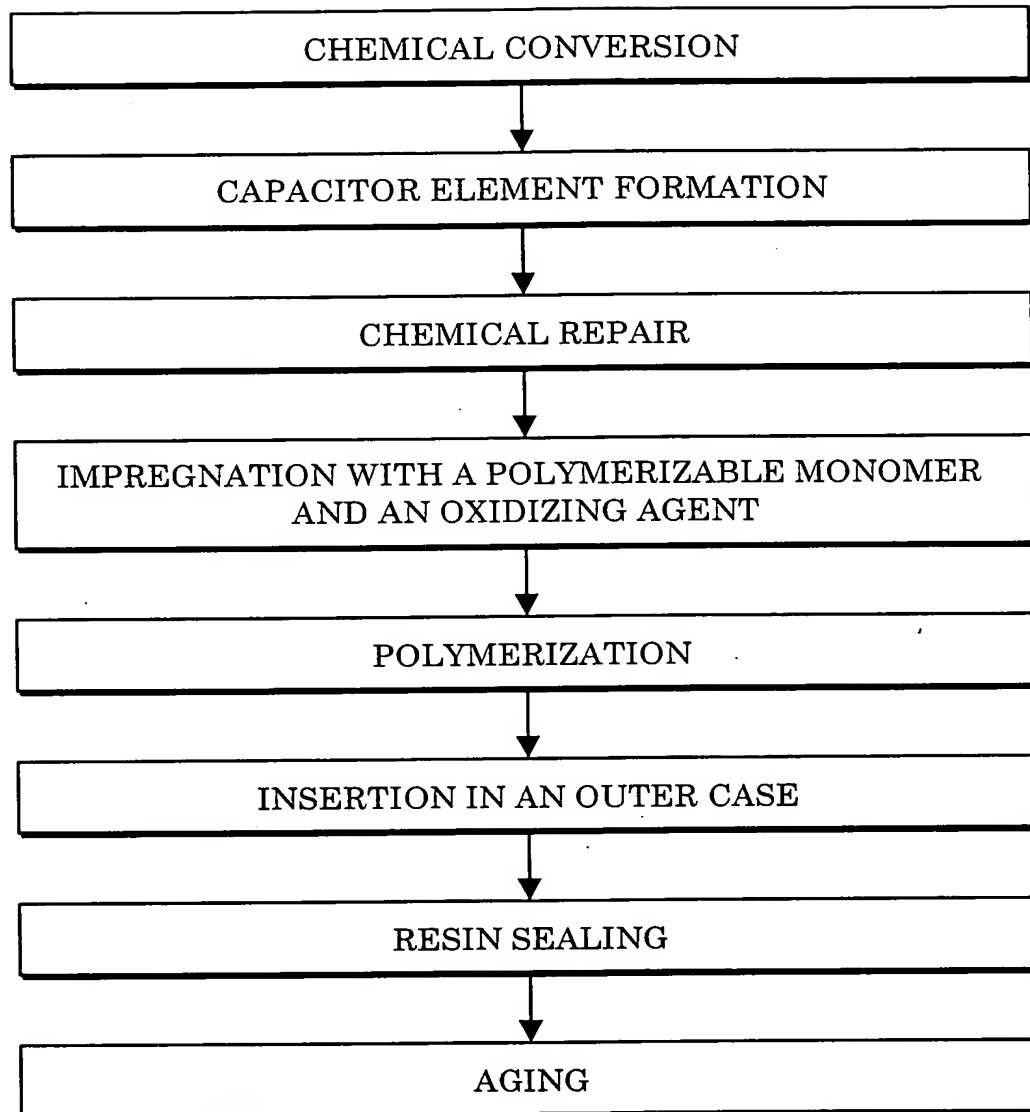 CHEMICAL CONVERSION
CAPACITOR ELEMENT FORMATION
CHEMICAL REPAIR
IMPREGNATION WITH A POLYMERIZABLE MONOMER
AND AN OXIDIZING AGENT
POLYMERIZATION
INSERTION IN AN OUTER CASE
RESIN SEALING
AGING